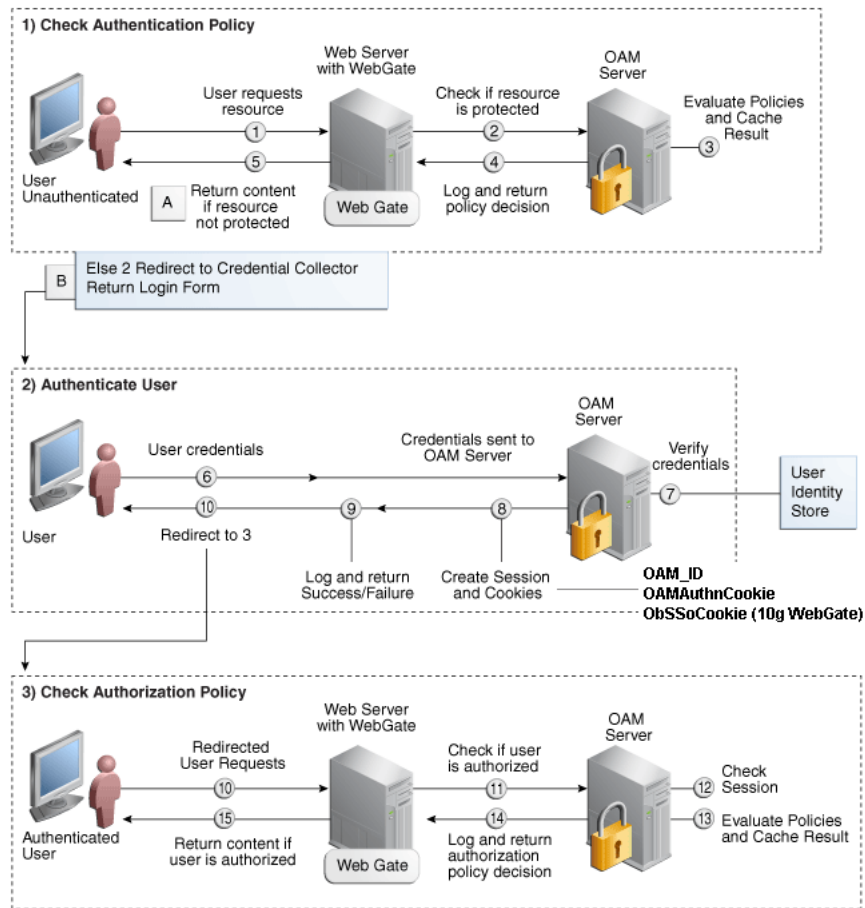 1) Check Authentication Policy
Web Server
with WebGate
OAM
Server
User requests
resource
Check if resource
is protected
Evaluate Policies
and Cache
Result
1
2
3
5
4
User
Unauthenticated
A
Return content
if resource
not protected
Web Gate
Log and return
policy decision
B
Else 2 Redirect to Credential Collector
Return Login Form
2) Authenticate User
OAM
Server
User credentials
Credentials sent to
OAM Server
Verify
credentials
6
7
User
Identity
Store
10
9
8
User
Redirect to 3
Log and return
Success/Failure
Create Session
and Cookies
OAM_ID
OAMAuthnCookie
ObSSoCookie (10g WebGate)
3) Check Authorization Policy
Web Server
with WebGate
OAM
Server
Redirected
User Requests
Check if user
is authorized
10
11
12
Check
Session
15
14
13
Evaluate Policies
and Cache Result
Authenticated
User
Return content if
user is authorized
Web Gate
Log and return
authorization
policy decision